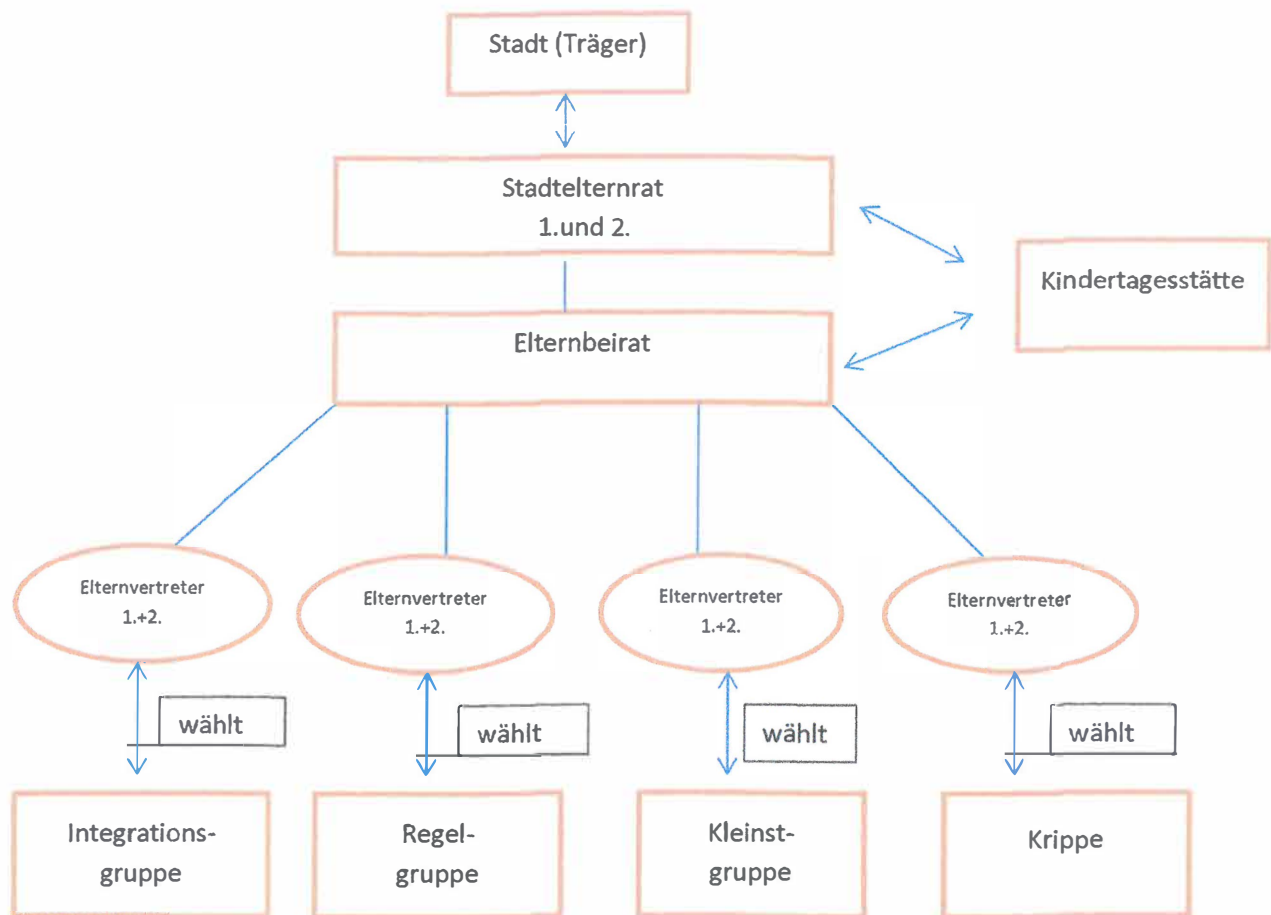 Stadt (Träger)
Stadtelternrat
1.und 2.
Kindertagesstätte
Elternbeirat
Elternvertreter
1.+2.
Elternvertreter
1.+2.
Elternvertreter
1.+2.
Elternvertreter
1.+2.
wählt
wählt
wählt
wählt
Integrations-
gruppe
Regel-
gruppe
Kleinst-
gruppe
Krippe